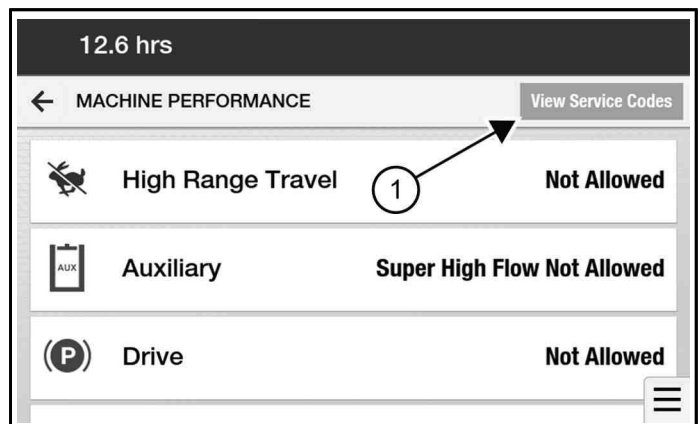 12.6 hrs
MACHINE PERFORMANCE View Service Codes
High Range Travel Not Allowed
1
AUX Auxiliary Super High Flow Not Allowed
P Drive Not Allowed